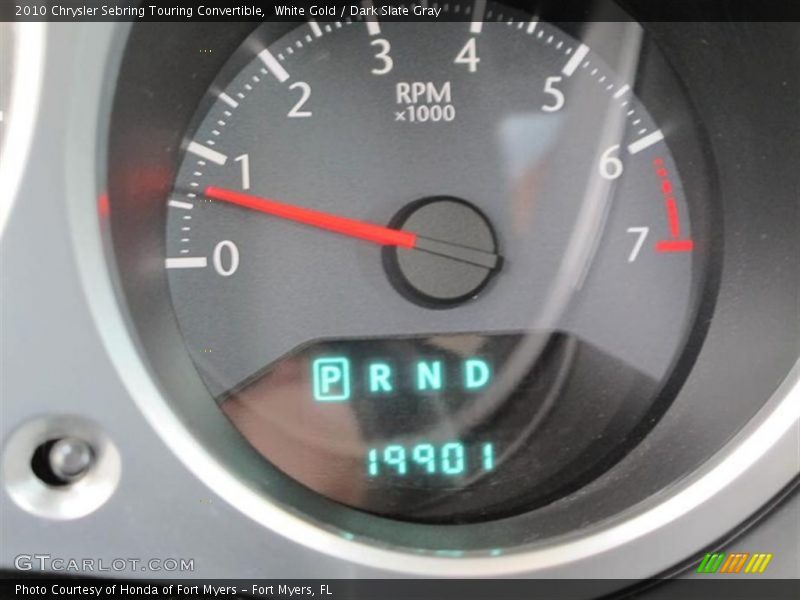 2010 Chrysler Sebring Touring Convertible, White Gold / Dark Slate Gray
3 4
2 5
RPM
x1000
1 6
0 7
P R N D
19901
GTCARLOT.COM
Photo Courtesy of Honda of Fort Myers - Fort Myers, FL